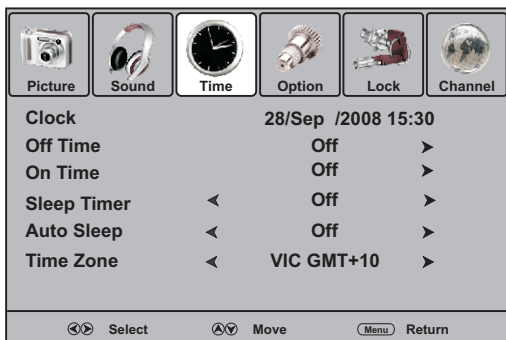 Picture Sound Time Option Lock Channel
Clock 28/Sep /2008 15:30
Off Time Off
On Time Off
Sleep Timer Off
Auto Sleep Off
Time Zone VIC GMT+10
Select Move Menu Return